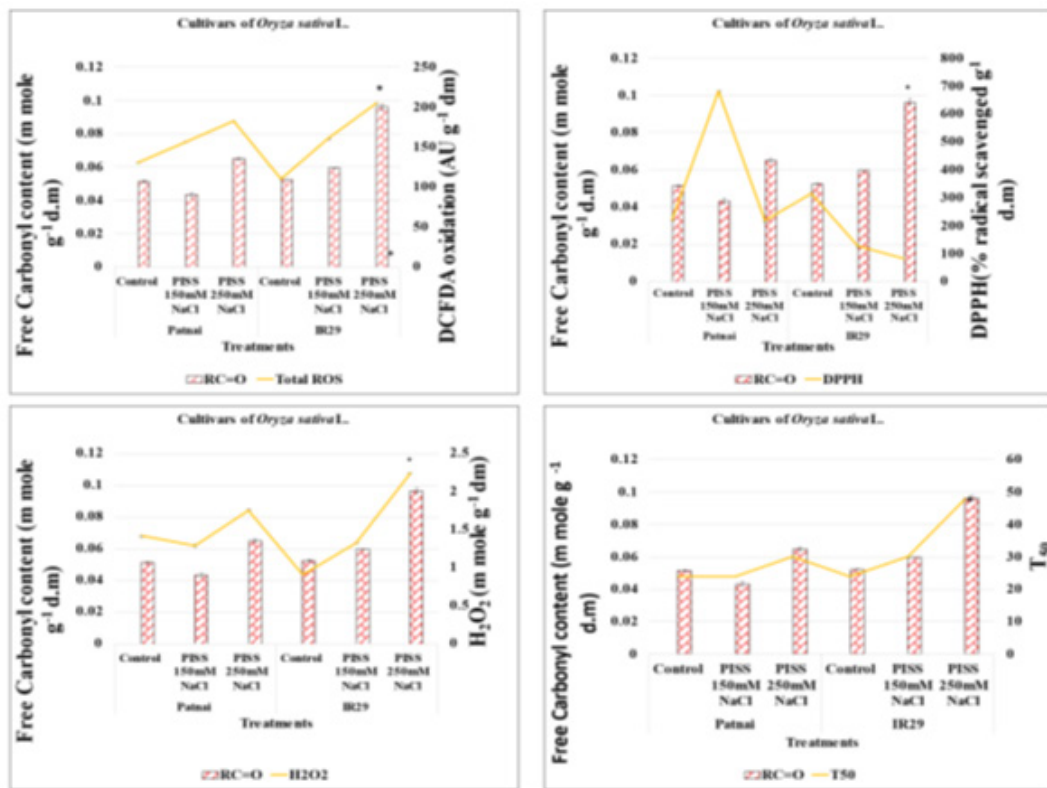 Cultivars of Oryza sativa L..
Free Carbonyl content (m mole g⁻¹ d.m)
0.12
0.1
0.08
0.06
0.04
0.02
0
250
200
150
100
50
0
DCFDA oxidation (AU g⁻¹ dm)
*
*
Control
PISS 150mM NaCl
PISS 250mM NaCl
Control
PISS 150mM NaCl
PISS 250mM NaCl
Patnai
IR29
Treatments
RC=O
Total ROS
Cultivars of Oryza sativa L..
Free Carbonyl content (m mole g⁻¹ d.m)
0.12
0.1
0.08
0.06
0.04
0.02
0
800
700
600
500
400
300
200
100
0
DPPH(% radical scavenged g¹ d.m)
*
Control
PISS 150mM NaCl
PISS 250mM NaCl
Control
PISS 150mM NaCl
PISS 250mM NaCl
Patnai
IR29
Treatments
RC=O
DPPH
Cultivars of Oryza sativa L..
Free Carbonyl content (m mole g⁻¹ d.m)
0.12
0.1
0.08
0.06
0.04
0.02
0
2.5
2
1.5
1
0.5
0
H₂O₂ (m mole g⁻¹ dm)
*
Control
PISS 150mM NaCl
PISS 250mM NaCl
Control
PISS 150mM NaCl
PISS 250mM NaCl
Patnai
IR29
Treatments
RC=O
H2O2
Cultivars of Oryza sativa L..
Free Carbonyl content (m mole g⁻¹ d.m)
0.12
0.1
0.08
0.06
0.04
0.02
0
60
50
40
30
20
10
0
T₅₀
Control
PISS 150mM NaCl
PISS 250mM NaCl
Control
PISS 150mM NaCl
PISS 250mM NaCl
Patnai
IR29
Treatments
RC=O
T50